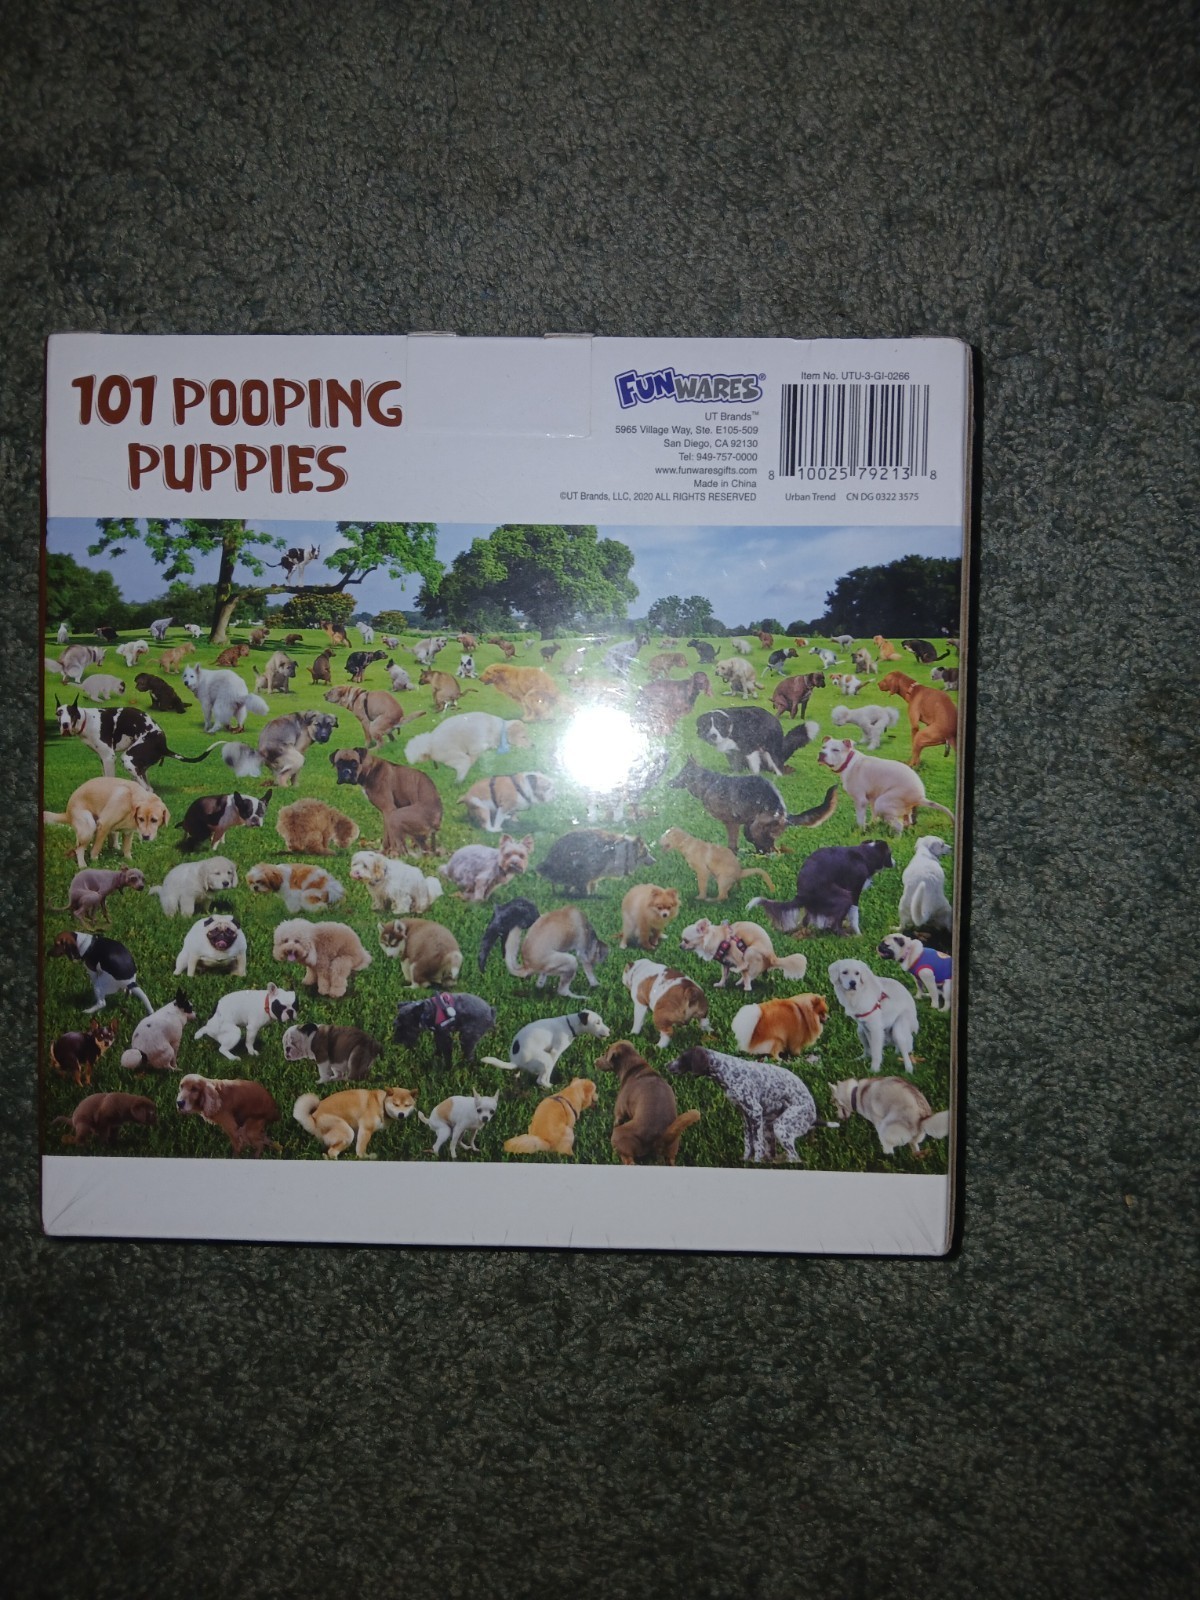 101 POOPING
PUPPIES
FUNWARES®
UT Brands™
5965 Village Way, Ste. E105-509
San Diego, CA 92130
Tel: 949-757-0000
www.funwaresgifts.com
Made in China
©UT Brands, LLC, 2020 ALL RIGHTS RESERVED
Item No. UTU-3-GI-0266
8 10025 79213 8
Urban Trend CN DG 0322 3575